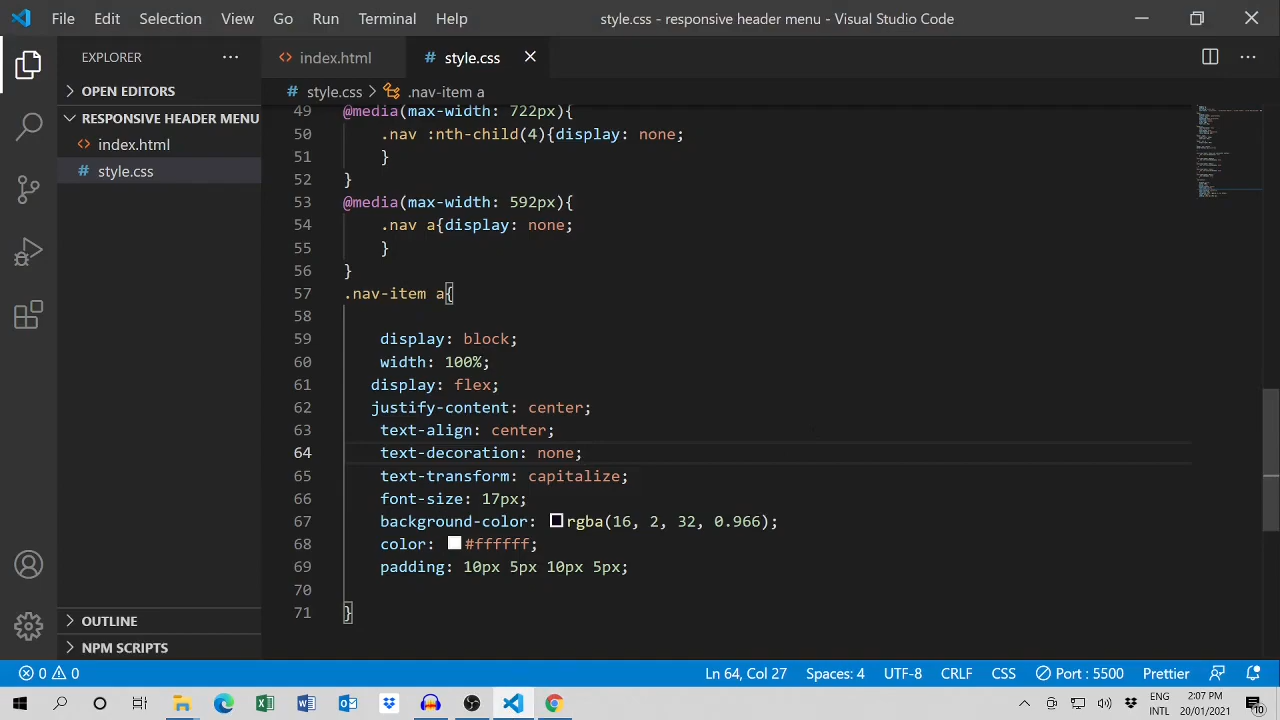 File Edit Selection View Go Run Terminal Help style.css - responsive header menu - Visual Studio Code
EXPLORER
index.html
style.css
OPEN EDITORS
style.css > .nav-item a
RESPONSIVE HEADER MENU
index.html
style.css
49 @media(max-width: 722px){
50 .nav :nth-child(4){display: none;
51 }
52 }
53 @media(max-width: 592px){
54 .nav a{display: none;
55 }
56 }
57 .nav-item a{
58
59 display: block;
60 width: 100%;
61 display: flex;
62 justify-content: center;
63 text-align: center;
64 text-decoration: none;
65 text-transform: capitalize;
66 font-size: 17px;
67 background-color: rgba(16, 2, 32, 0.966);
68 color: #ffffff;
69 padding: 10px 5px 10px 5px;
70
71 }
OUTLINE
NPM SCRIPTS
0 0 Ln 64, Col 27 Spaces: 4 UTF-8 CRLF CSS Port : 5500 Prettier
ENG 2:07 PM
INTL 20/01/2021 10